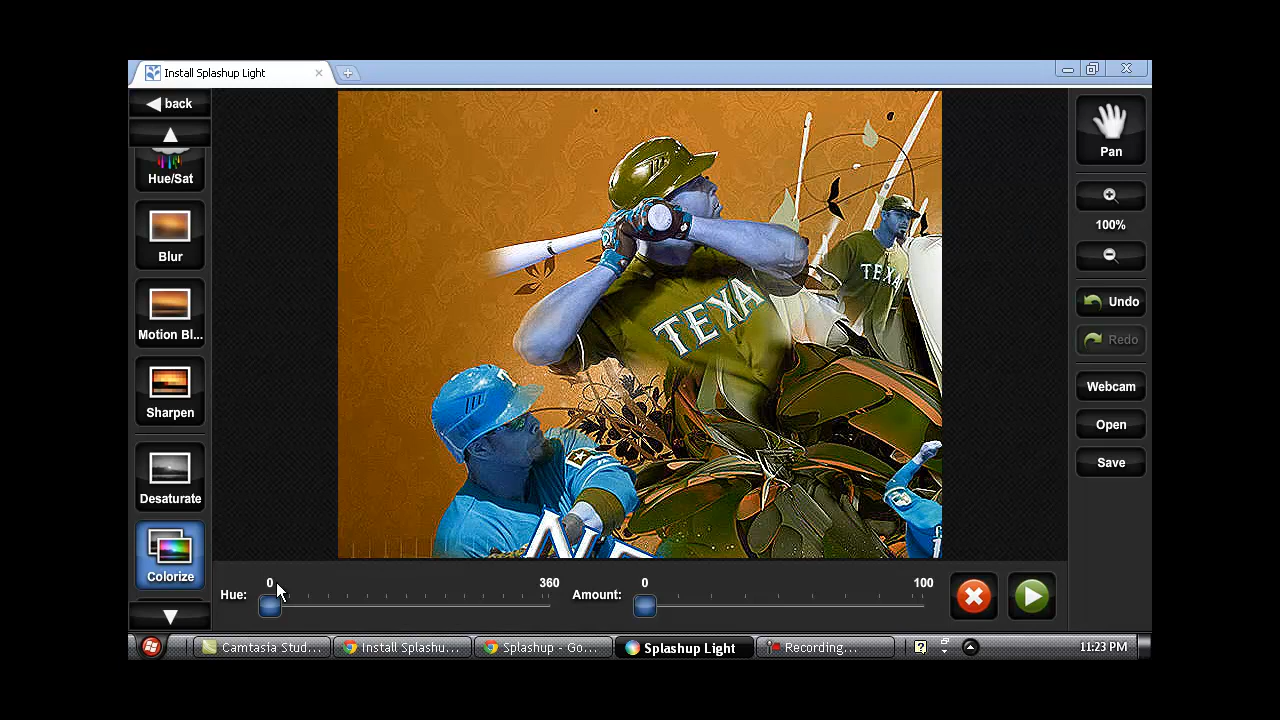 Install Splashup Light
back
Hue/Sat
Blur
Motion Bl...
Sharpen
Desaturate
Colorize
TEXA
TEXA
Pan
100%
Undo
Redo
Webcam
Open
Save
Hue:
0
360
Amount:
0
100
Camtasia Stud...
Install Splashu...
Splashup - Go...
Splashup Light
Recording...
11:23 PM